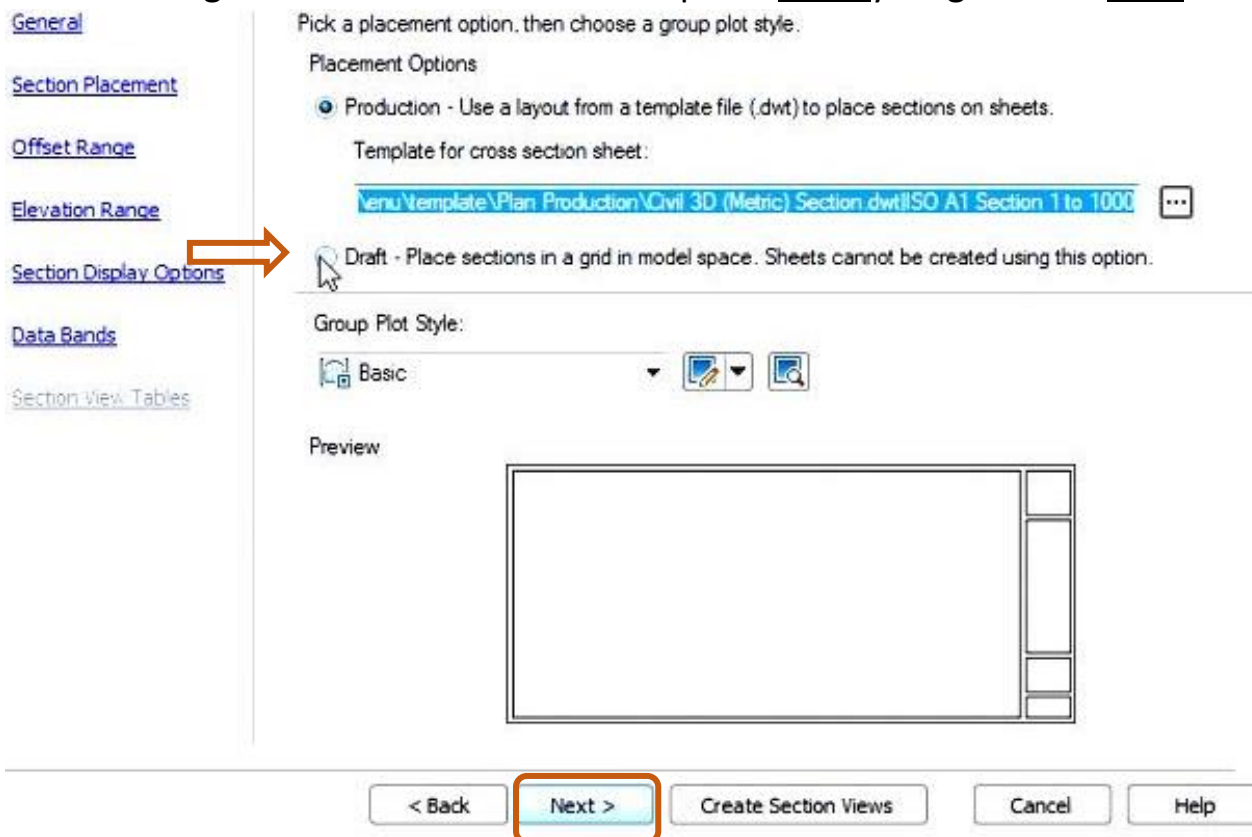 General
Section Placement
Offset Range
Elevation Range
Section Display Options
Data Bands
Section View Tables
Pick a placement option, then choose a group plot style.
Placement Options
Production - Use a layout from a template file (.dwt) to place sections on sheets.
Template for cross section sheet:
\enu\template\Plan Production\Civil 3D (Metric) Section.dwt|ISO A1 Section 1 to 1000
...
Draft - Place sections in a grid in model space. Sheets cannot be created using this option.
Group Plot Style:
Basic
Preview
< Back Next > Create Section Views Cancel Help